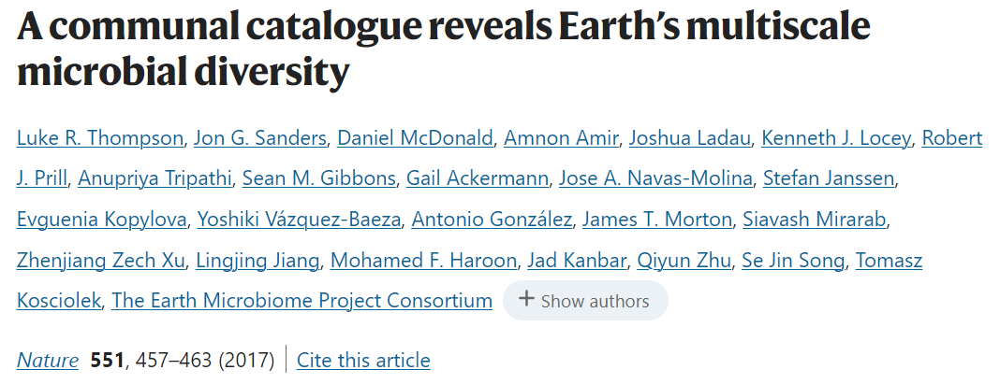 A communal catalogue reveals Earth’s multiscale
microbial diversity
Luke R. Thompson, Jon G. Sanders, Daniel McDonald, Amnon Amir, Joshua Ladau, Kenneth J. Locey, Robert
J. Prill, Anupriya Tripathi, Sean M. Gibbons, Gail Ackermann, Jose A. Navas-Molina, Stefan Janssen,
Evguenia Kopylova, Yoshiki Vázquez-Baeza, Antonio González, James T. Morton, Siavash Mirarab,
Zhenjiang Zech Xu, Lingjing Jiang, Mohamed F. Haroon, Jad Kanbar, Qiyun Zhu, Se Jin Song, Tomasz
Kosciolek, The Earth Microbiome Project Consortium + Show authors
Nature 551, 457–463 (2017) | Cite this article